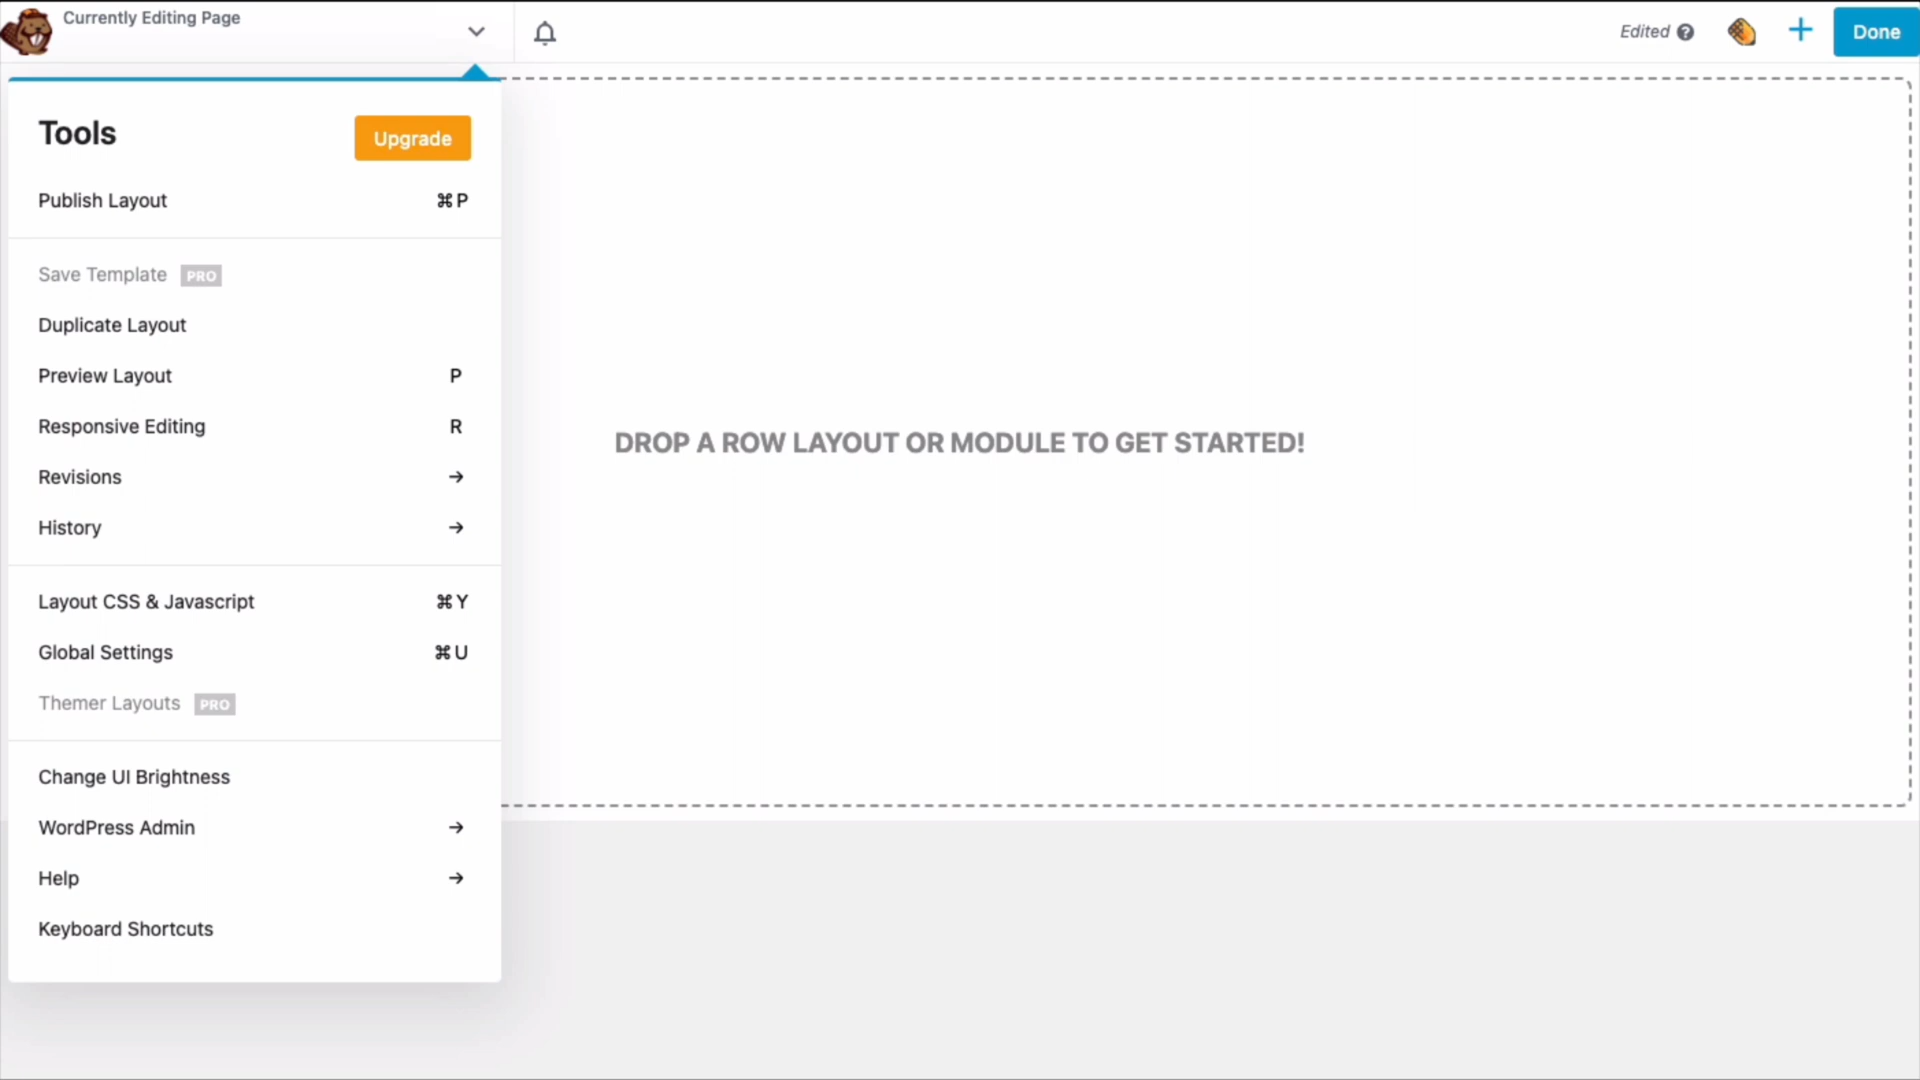 Currently Editing Page
Edited ?
Done
Tools
Upgrade
Publish Layout ⌘P
Save Template PRO
Duplicate Layout
Preview Layout P
Responsive Editing R
Revisions →
History →
Layout CSS & Javascript ⌘Y
Global Settings ⌘U
Themer Layouts PRO
Change UI Brightness
WordPress Admin →
Help →
Keyboard Shortcuts
DROP A ROW LAYOUT OR MODULE TO GET STARTED!